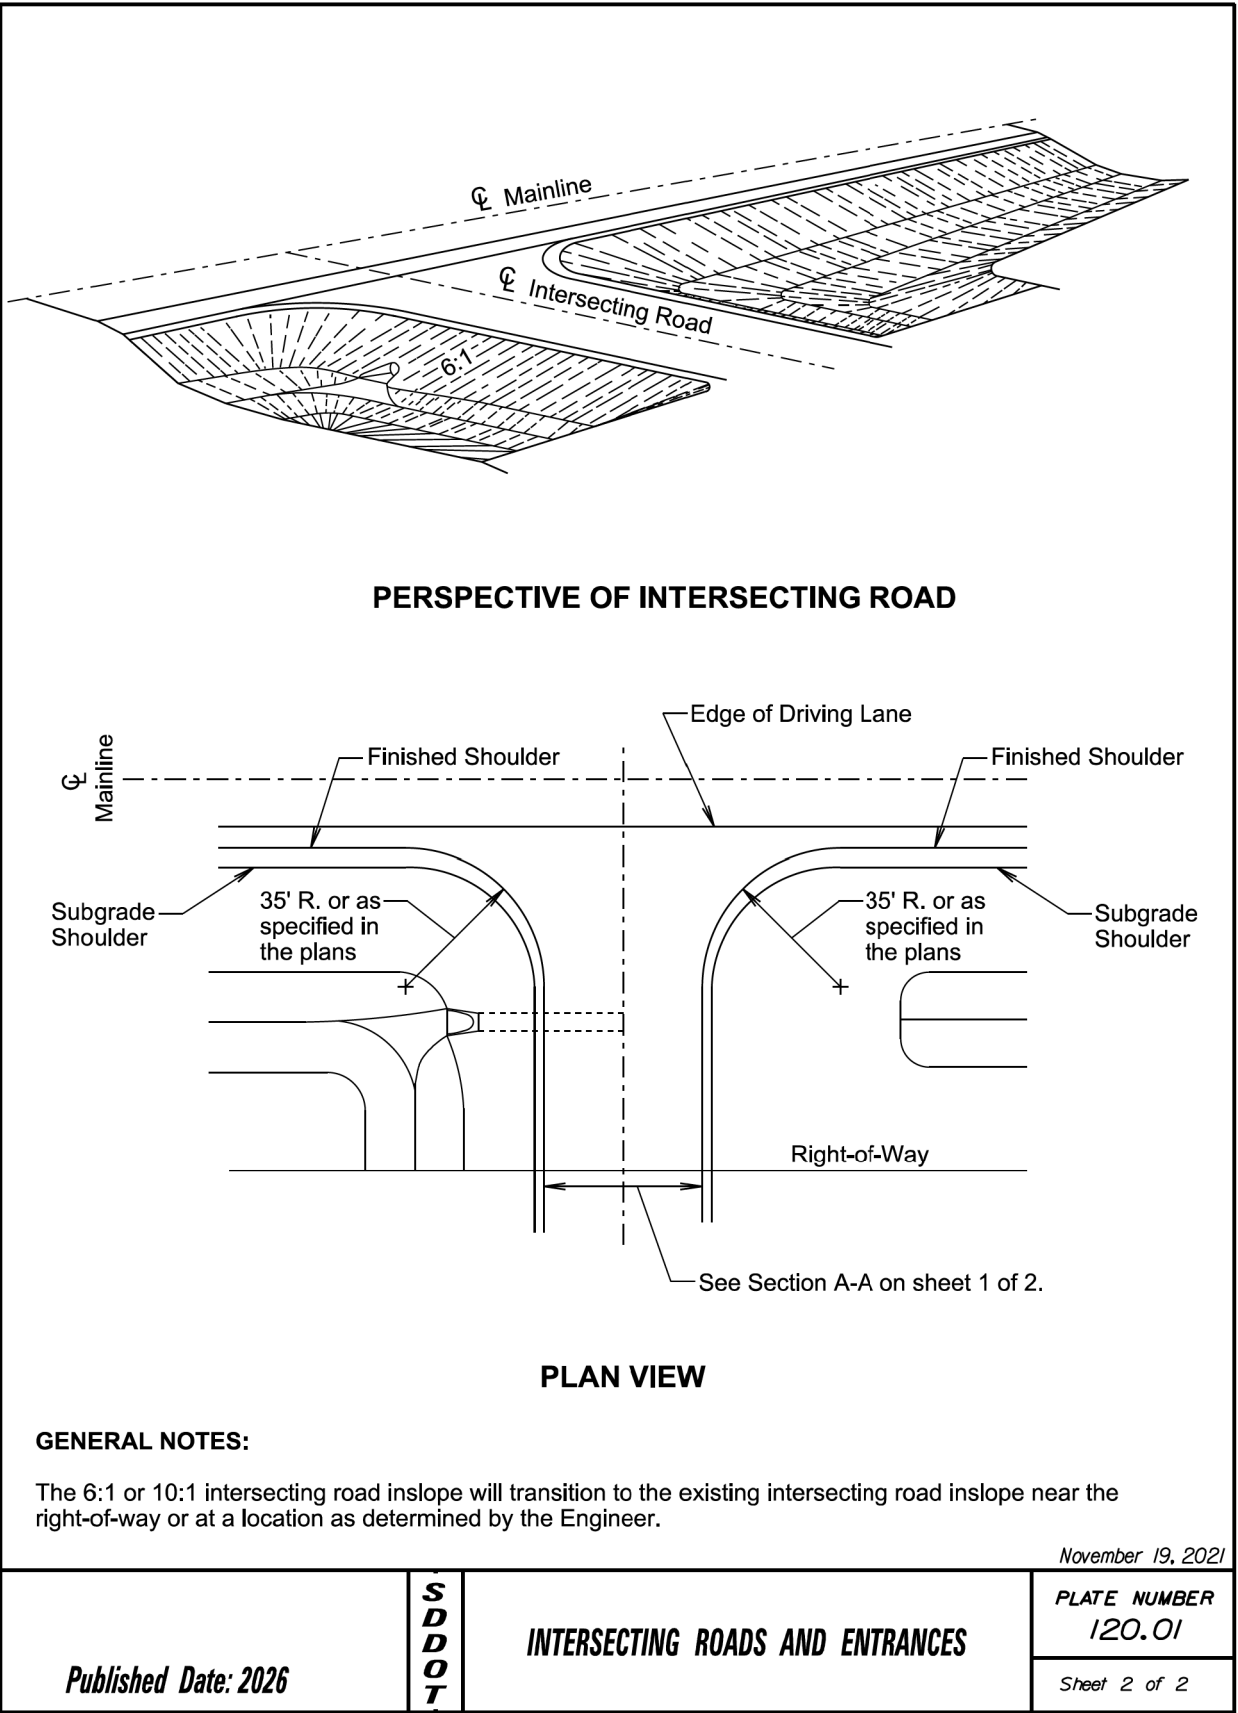 ℄ Mainline
℄ Intersecting Road
6:1
PERSPECTIVE OF INTERSECTING ROAD
Edge of Driving Lane
Finished Shoulder
Finished Shoulder
℄ Mainline
Subgrade
Shoulder
35' R. or as
specified in
the plans
35' R. or as
specified in
the plans
Subgrade
Shoulder
Right-of-Way
See Section A-A on sheet 1 of 2.
PLAN VIEW
GENERAL NOTES:
The 6:1 or 10:1 intersecting road inslope will transition to the existing intersecting road inslope near the
right-of-way or at a location as determined by the Engineer.
November 19, 2021
Published Date: 2026
SDDOT
INTERSECTING ROADS AND ENTRANCES
PLATE NUMBER
120.01
Sheet 2 of 2